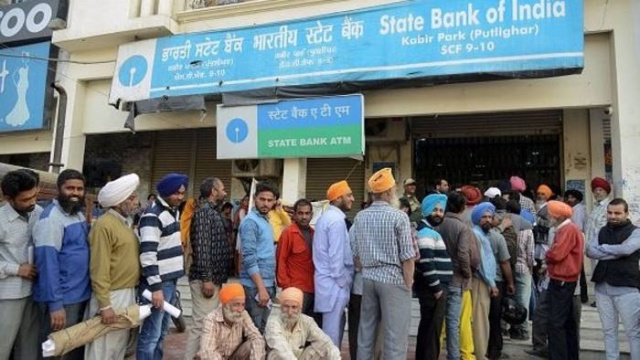 ਭਾਰਤੀ ਸਟੇਟ ਬੈਂਕ भारतीय स्टेट बैंक State Bank of India
Kabir Park (Putlighar)
SCF 9-10
स्टेट बैंक ए टी एम
STATE BANK ATM